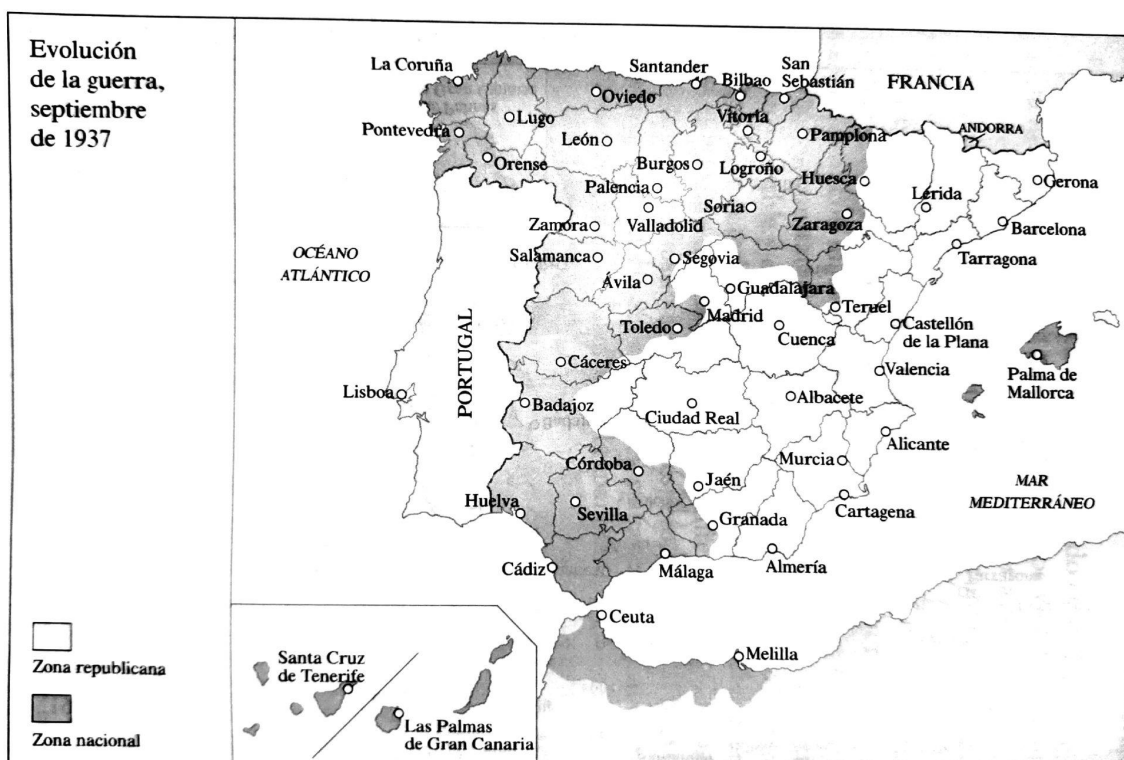 Evolución
de la guerra,
septiembre
de 1937
La Coruña
Santander
Bilbao
San
Sebastián
FRANCIA
Oviedo
Lugo
Vitoria
Pontevedra
León
Pamplona
ANDORRA
Orense
Burgos
Logroño
Huesca
Gerona
Palencia
Lérida
Soria
Zaragoza
Zamora
Valladolid
Barcelona
OCÉANO
ATLÁNTICO
Salamanca
Segovia
Tarragona
Ávila
Guadalajara
Madrid
Teruel
Toledo
Cuenca
Castellón
de la Plana
PORTUGAL
Cáceres
Valencia
Palma de
Mallorca
Lisboa
Badajoz
Ciudad Real
Albacete
Alicante
Córdoba
Murcia
Jaén
MAR
MEDITERRÁNEO
Huelva
Sevilla
Cartagena
Granada
Cádiz
Málaga
Almería
Ceuta
Melilla
Santa Cruz
de Tenerife
Las Palmas
de Gran Canaria
Zona republicana
Zona nacional